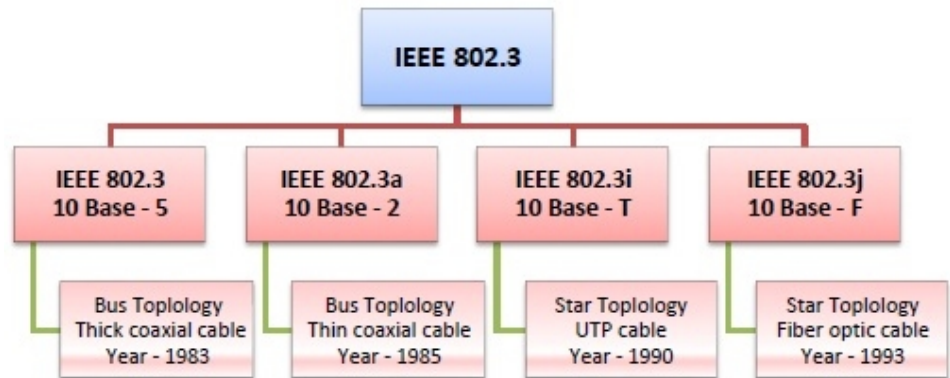 IEEE 802.3
IEEE 802.3
10 Base - 5
IEEE 802.3a
10 Base - 2
IEEE 802.3i
10 Base - T
IEEE 802.3j
10 Base - F
Bus Toplology
Thick coaxial cable
Year - 1983
Bus Toplology
Thin coaxial cable
Year - 1985
Star Toplology
UTP cable
Year - 1990
Star Toplology
Fiber optic cable
Year - 1993